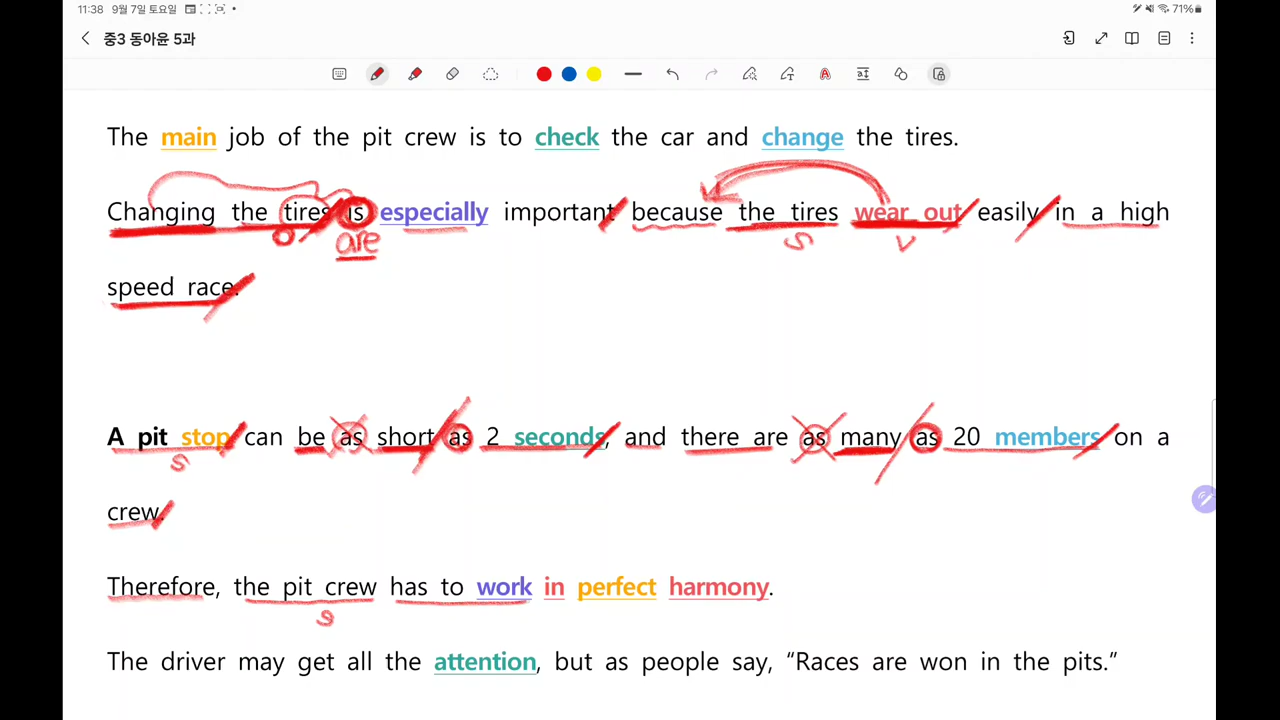 11:38 9월 7일 토요일 71%
중3 동아윤 5과
The main job of the pit crew is to check the car and change the tires.
Changing the tires is especially important because the tires wear out easily in a high
o are s v
speed race.
A pit stop can be as short as 2 seconds, and there are as many as 20 members on a
s
crew.
Therefore, the pit crew has to work in perfect harmony.
s
The driver may get all the attention, but as people say, “Races are won in the pits.”